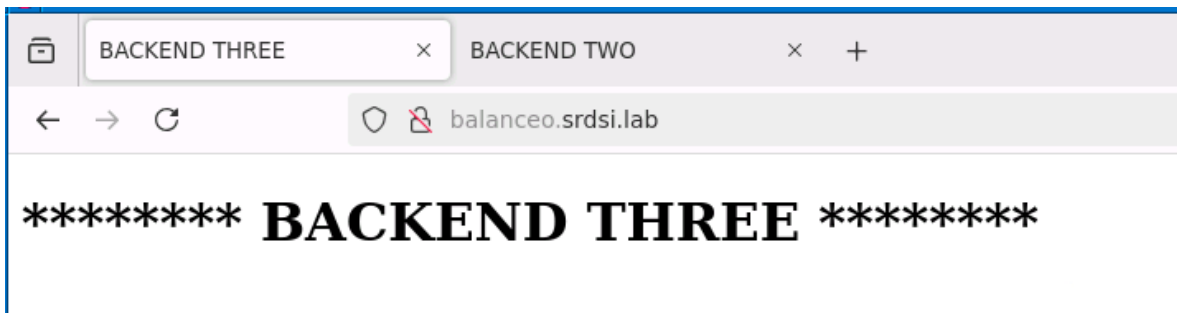 BACKEND THREE
BACKEND TWO
balanceo.srdsi.lab
******** BACKEND THREE ********